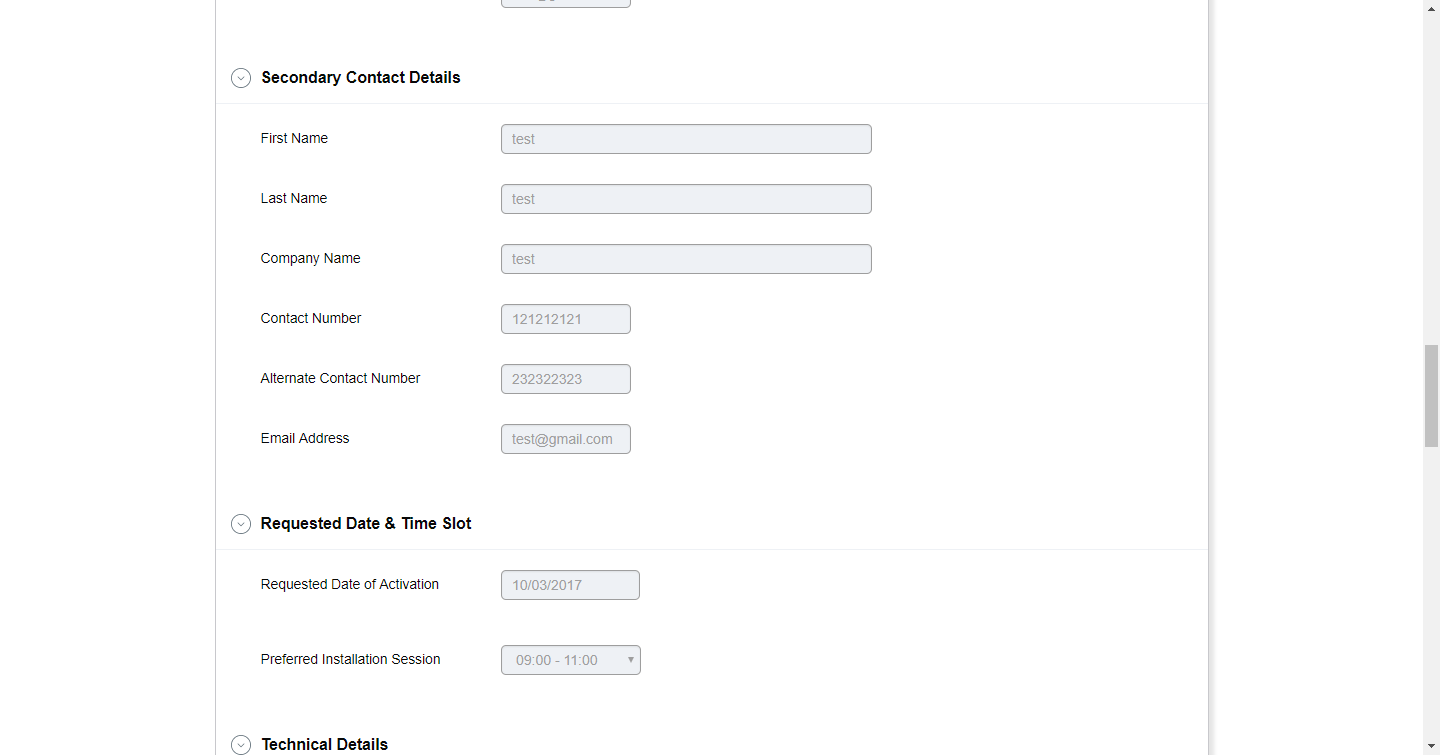 Secondary Contact Details
First Name test
Last Name test
Company Name test
Contact Number 121212121
Alternate Contact Number 232322323
Email Address test@gmail.com
Requested Date & Time Slot
Requested Date of Activation 10/03/2017
Preferred Installation Session 09:00 - 11:00
Technical Details